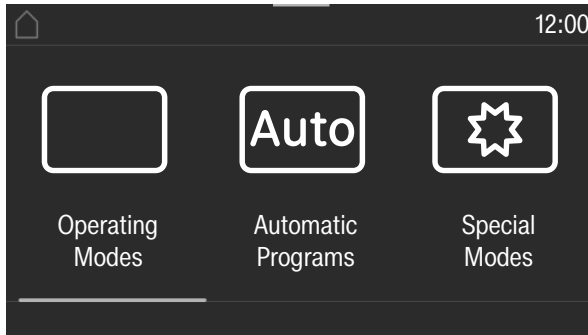 12:00
Auto
Operating
Modes
Automatic
Programs
Special
Modes